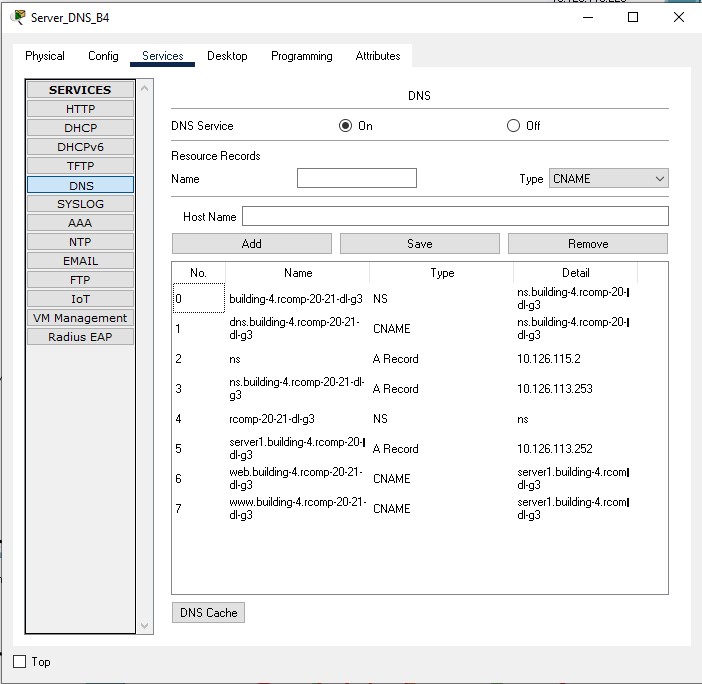 Server_DNS_B4
Physical Config Services Desktop Programming Attributes
SERVICES
HTTP
DHCP
DHCPv6
TFTP
DNS
SYSLOG
AAA
NTP
EMAIL
FTP
IoT
VM Management
Radius EAP
DNS
DNS Service On Off
Resource Records
Name Type CNAME
Host Name
Add Save Remove
No. Name Type Detail
0 building-4.rcomp-20-21-dl-g3 NS ns.building-4.rcomp-20-
dl-g3
1 dns.building-4.rcomp-20-21-
dl-g3 CNAME ns.building-4.rcomp-20-
dl-g3
2 ns A Record 10.126.115.2
3 ns.building-4.rcomp-20-21-dl-
g3 A Record 10.126.113.253
4 rcomp-20-21-dl-g3 NS ns
5 server1.building-4.rcomp-20-
dl-g3 A Record 10.126.113.252
6 web.building-4.rcomp-20-21-
dl-g3 CNAME server1.building-4.rcom
dl-g3
7 www.building-4.rcomp-20-21-
dl-g3 CNAME server1.building-4.rcom
dl-g3
DNS Cache
Top